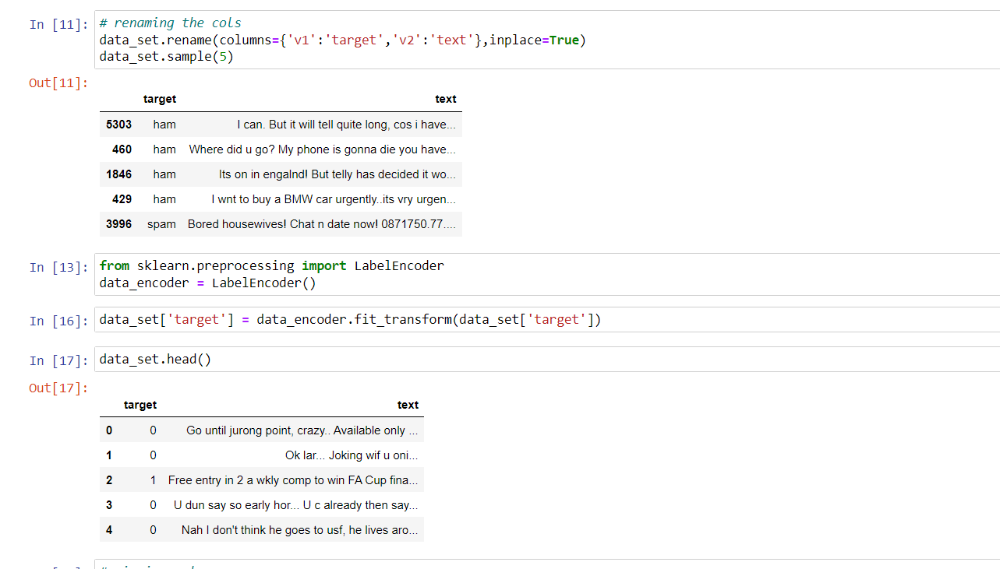 In [11]: # renaming the cols
data_set.rename(columns={'v1':'target','v2':'text'},inplace=True)
data_set.sample(5)
Out[11]:
target text
5303 ham I can. But it will tell quite long, cos i have...
460 ham Where did u go? My phone is gonna die you have...
1846 ham Its on in engalnd! But telly has decided it wo...
429 ham I wnt to buy a BMW car urgently..its vry urgen...
3996 spam Bored housewives! Chat n date now! 0871750.77....
In [13]: from sklearn.preprocessing import LabelEncoder
data_encoder = LabelEncoder()
In [16]: data_set['target'] = data_encoder.fit_transform(data_set['target'])
In [17]: data_set.head()
Out[17]:
target text
0 0 Go until jurong point, crazy.. Available only ...
1 0 Ok lar... Joking wif u oni...
2 1 Free entry in 2 a wkly comp to win FA Cup fina...
3 0 U dun say so early hor... U c already then say...
4 0 Nah I don't think he goes to usf, he lives aro...